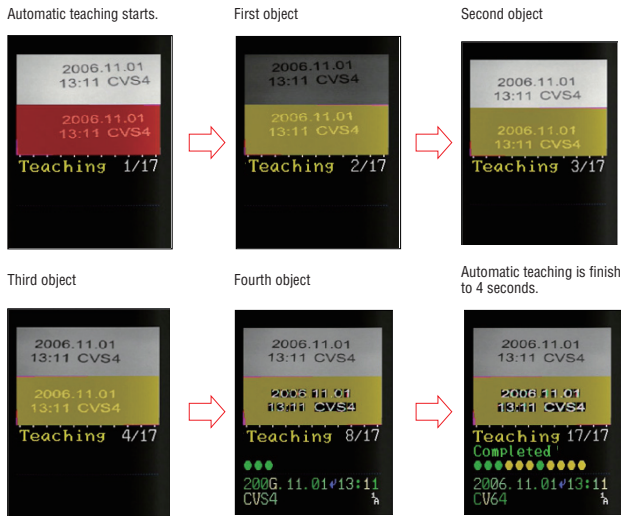 Automatic teaching starts.
2006.11.01
13:11 CVS4
2006.11.01
13:11 CVS4
Teaching 1/17
First object
2006.11.01
13:11 CVS4
2006.11.01
13:11 CVS4
Teaching 2/17
Second object
2006.11.01
13:11 CVS4
2006.11.01
13:11 CVS4
Teaching 3/17
Third object
2006.11.01
13:11 CVS4
2006.11.01
13:11 CVS4
Teaching 4/17
Fourth object
2006.11.01
13:11 CVS4
2006 11 01
13:11 CVS4
Teaching 8/17
200G.11.01↲13:11
CVS4 1/A
Automatic teaching is finish
to 4 seconds.
2006.11.01
13:11 CVS4
2006 11.01
13:11 CVS4
Teaching 17/17
Completed
2006.11.01↲13:11
CV64 1/A